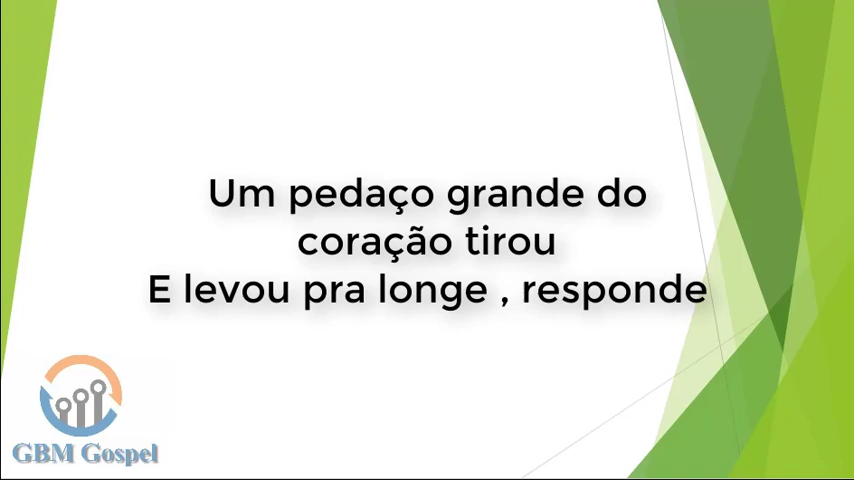 Um pedaço grande do
coração tirou
E levou pra longe , responde
GBM Gospel